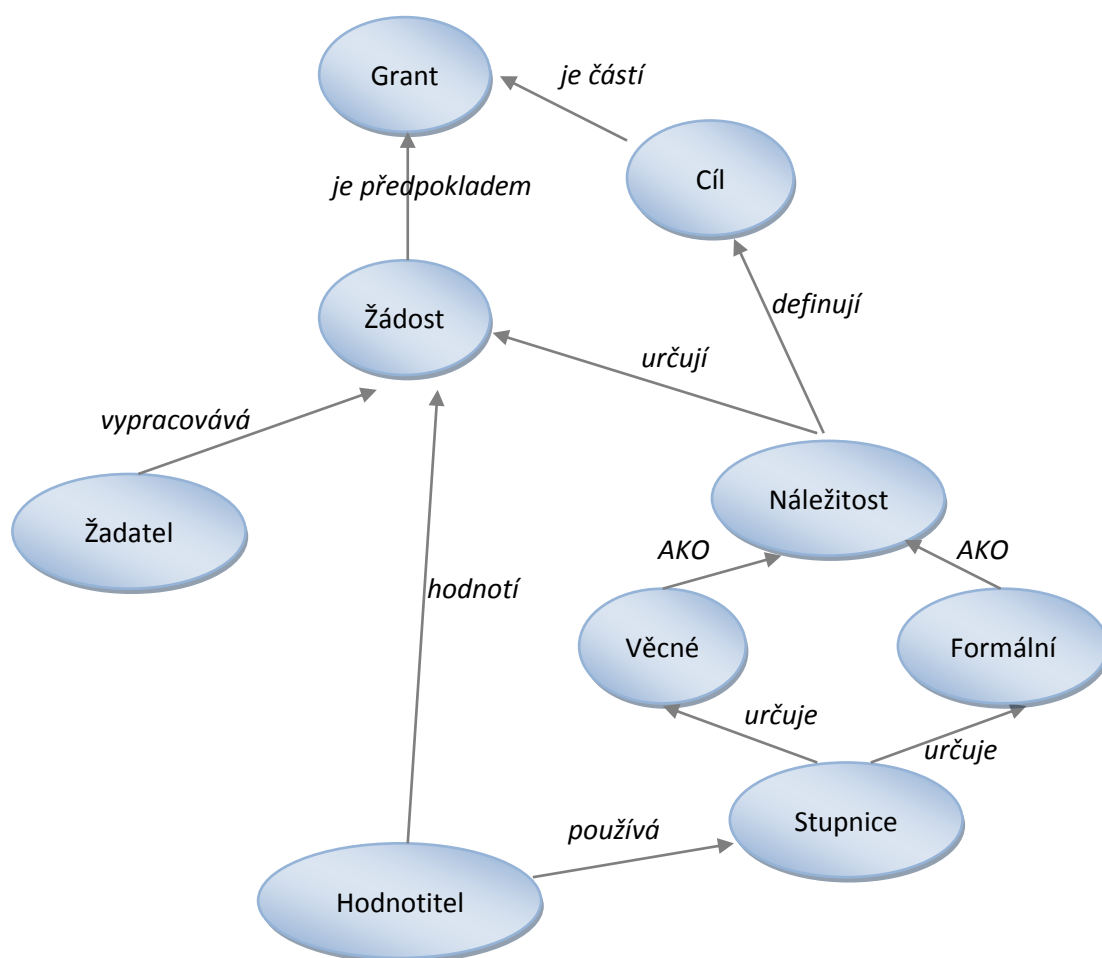 Grant
je částí
Cíl
je předpokladem
definují
Žádost
určují
vypracovává
Náležitost
Žadatel
AKO
AKO
hodnotí
Věcné
Formální
určuje
určuje
Stupnice
používá
Hodnotitel